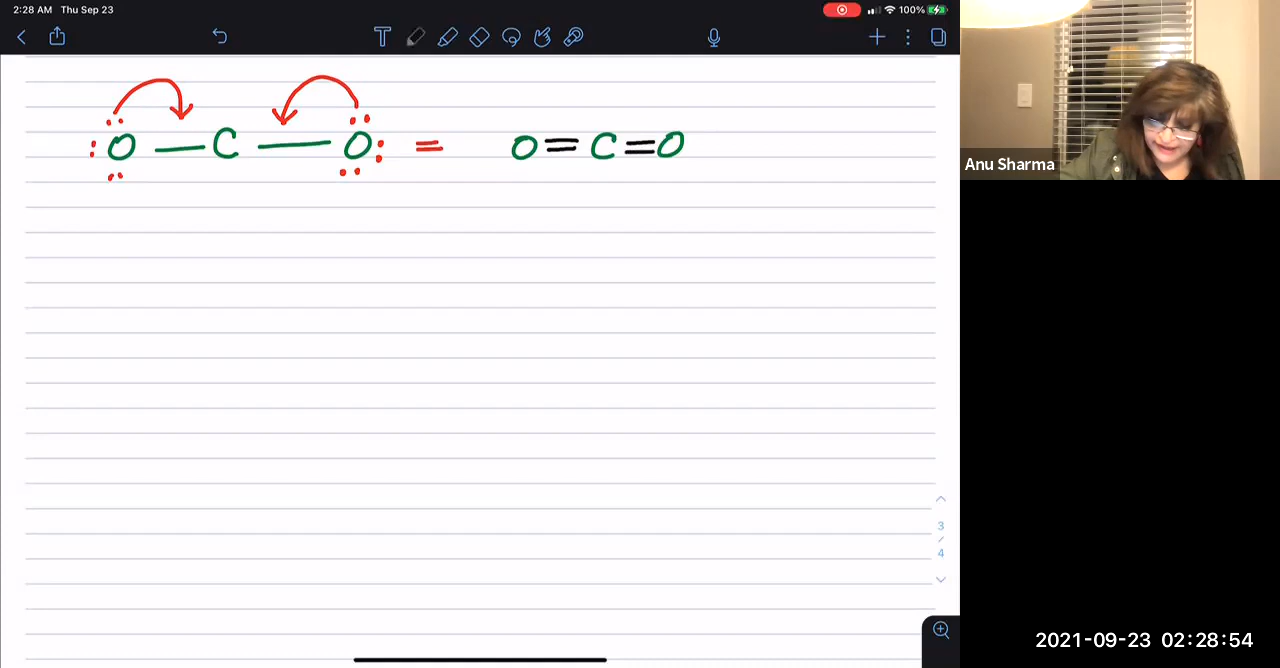 2:28 AM Thu Sep 23
100%
T
:O — C — O: = O=C=O
Anu Sharma
3
/
4
2021-09-23 02:28:54